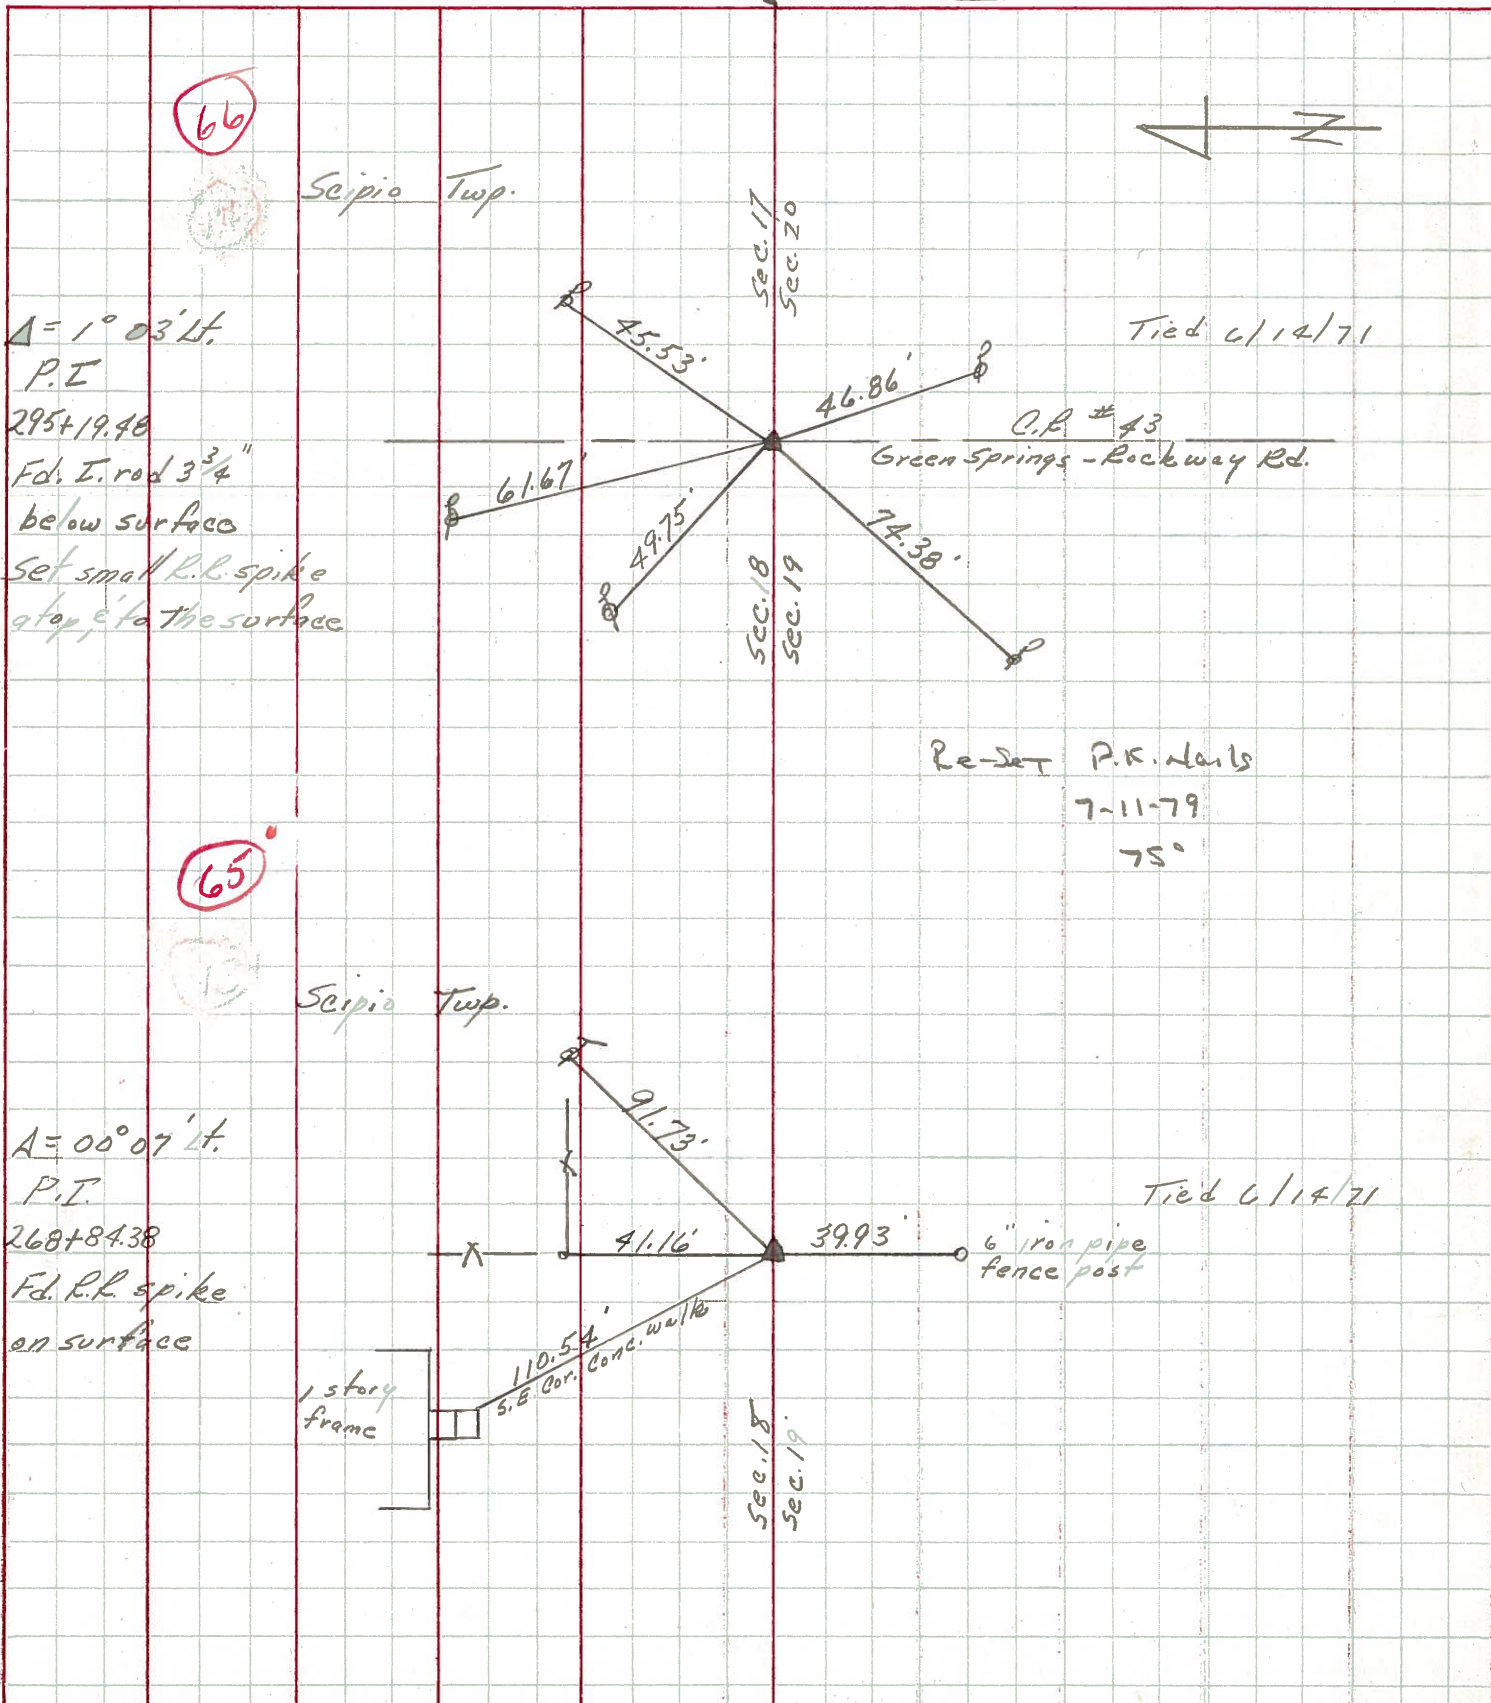 66
Scipio Twp.
Sec. 17
Sec. 20
N
Δ = 1° 03' Lt.
P.I
295+19.48
Fd. I. rod 3 3/4"
below surface
Set small R.R. spike
atop, & to the surface
45.53'
46.86'
61.67'
49.75'
74.38'
Tied 6/14/71
C.R. # 43
Green Springs - Rockway Rd.
Sec. 18
Sec. 19
Re-Set P.K. Nails
7-11-79
75°
65
Scipio Twp.
Δ = 00° 07' Lt.
P.I.
268+84.38
Fd. R.R. spike
on surface
91.73'
41.16'
39.93'
Tied 6/14/71
6" iron pipe
fence post
110.54'
S.E. Cor. Conc. walk
1 story
frame
Sec. 18
Sec. 19